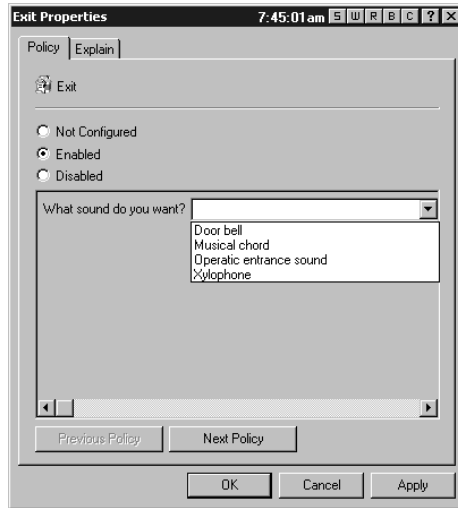 Exit Properties 7:45:01am S W R B C ? X
Policy Explain
Exit
Not Configured
Enabled
Disabled
What sound do you want?
Door bell
Musical chord
Operatic entrance sound
Xylophone
Previous Policy Next Policy
OK Cancel Apply